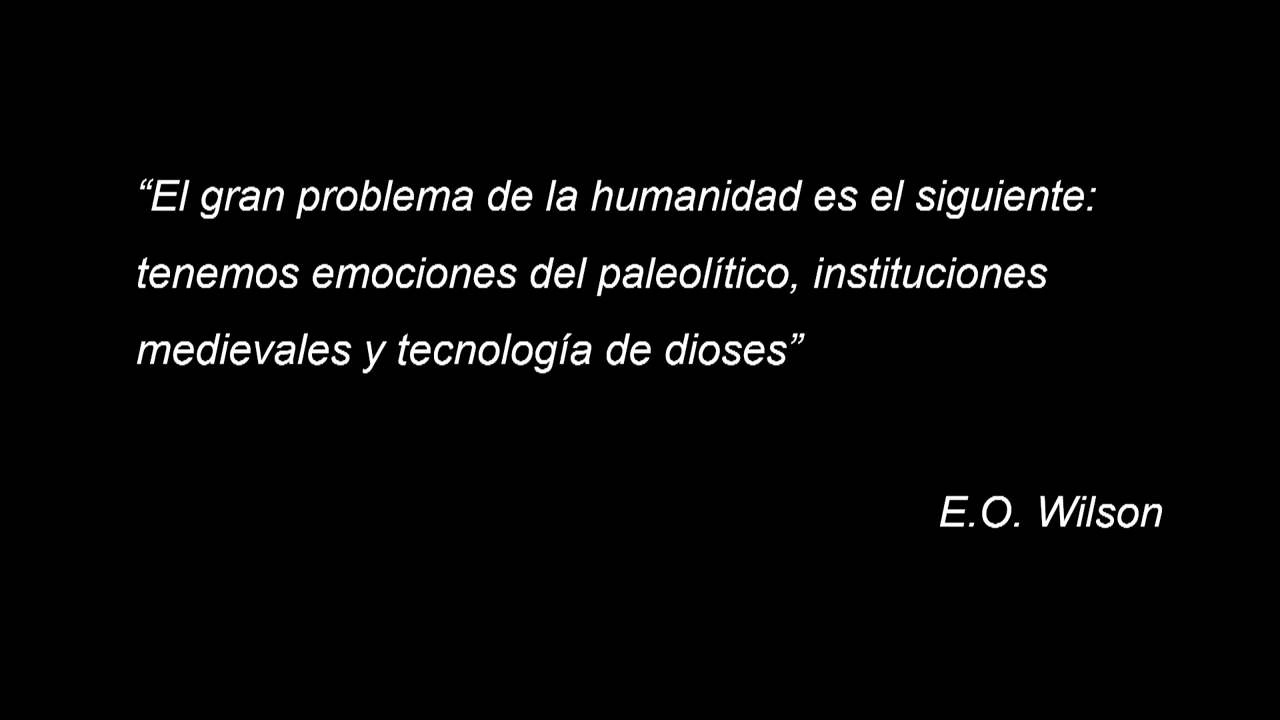 “El gran problema de la humanidad es el siguiente:
tenemos emociones del paleolítico, instituciones
medievales y tecnología de dioses”
E.O. Wilson